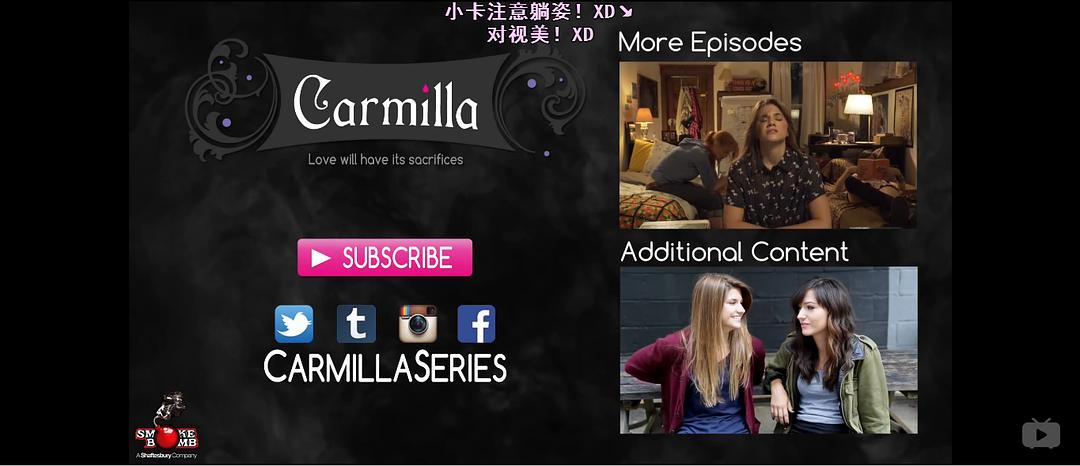 小卡注意躺姿！XD↘
对视美！XD
Carmilla
Love will have its sacrifices
SUBSCRIBE
CARMILLASERIES
SMOKE
BOMB
A Shaftesbury Company
More Episodes
Additional Content